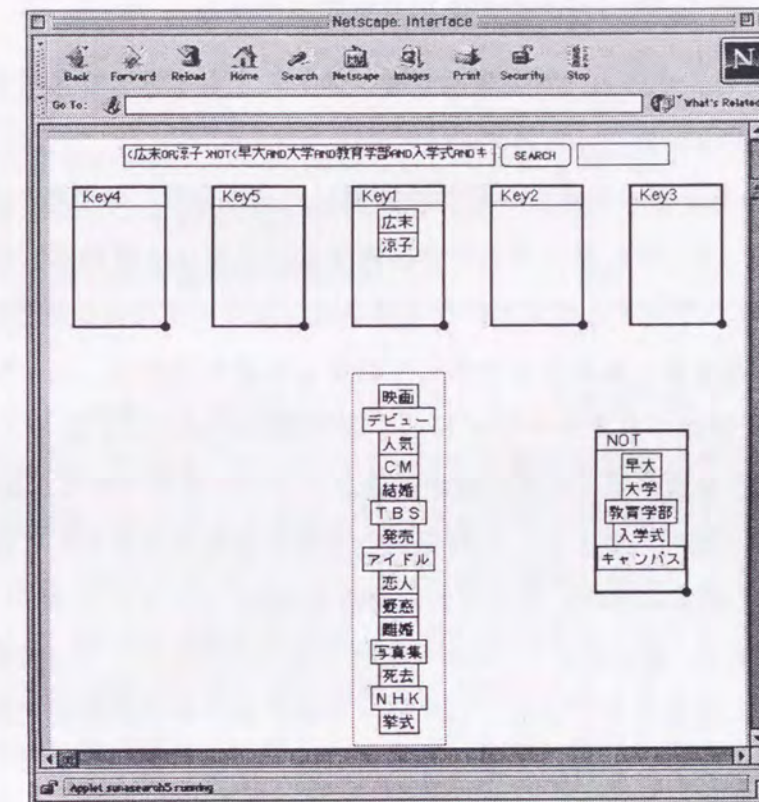 Netscape: Interface
Back Forward Reload Home Search Netscape Images Print Security Stop
N
Go To: What's Related
(広末OR涼子)NOT(早大AND大学AND教育学部AND入学式ANDキ SEARCH
Key4 Key5 Key1 Key2 Key3
広末
涼子
映画
デビュー
人気
CM
結婚
TBS
発売
アイドル
恋人
疑惑
離婚
写真集
死去
NHK
挙式
NOT
早大
大学
教育学部
入学式
キャンパス
Applet sunasearch5 running